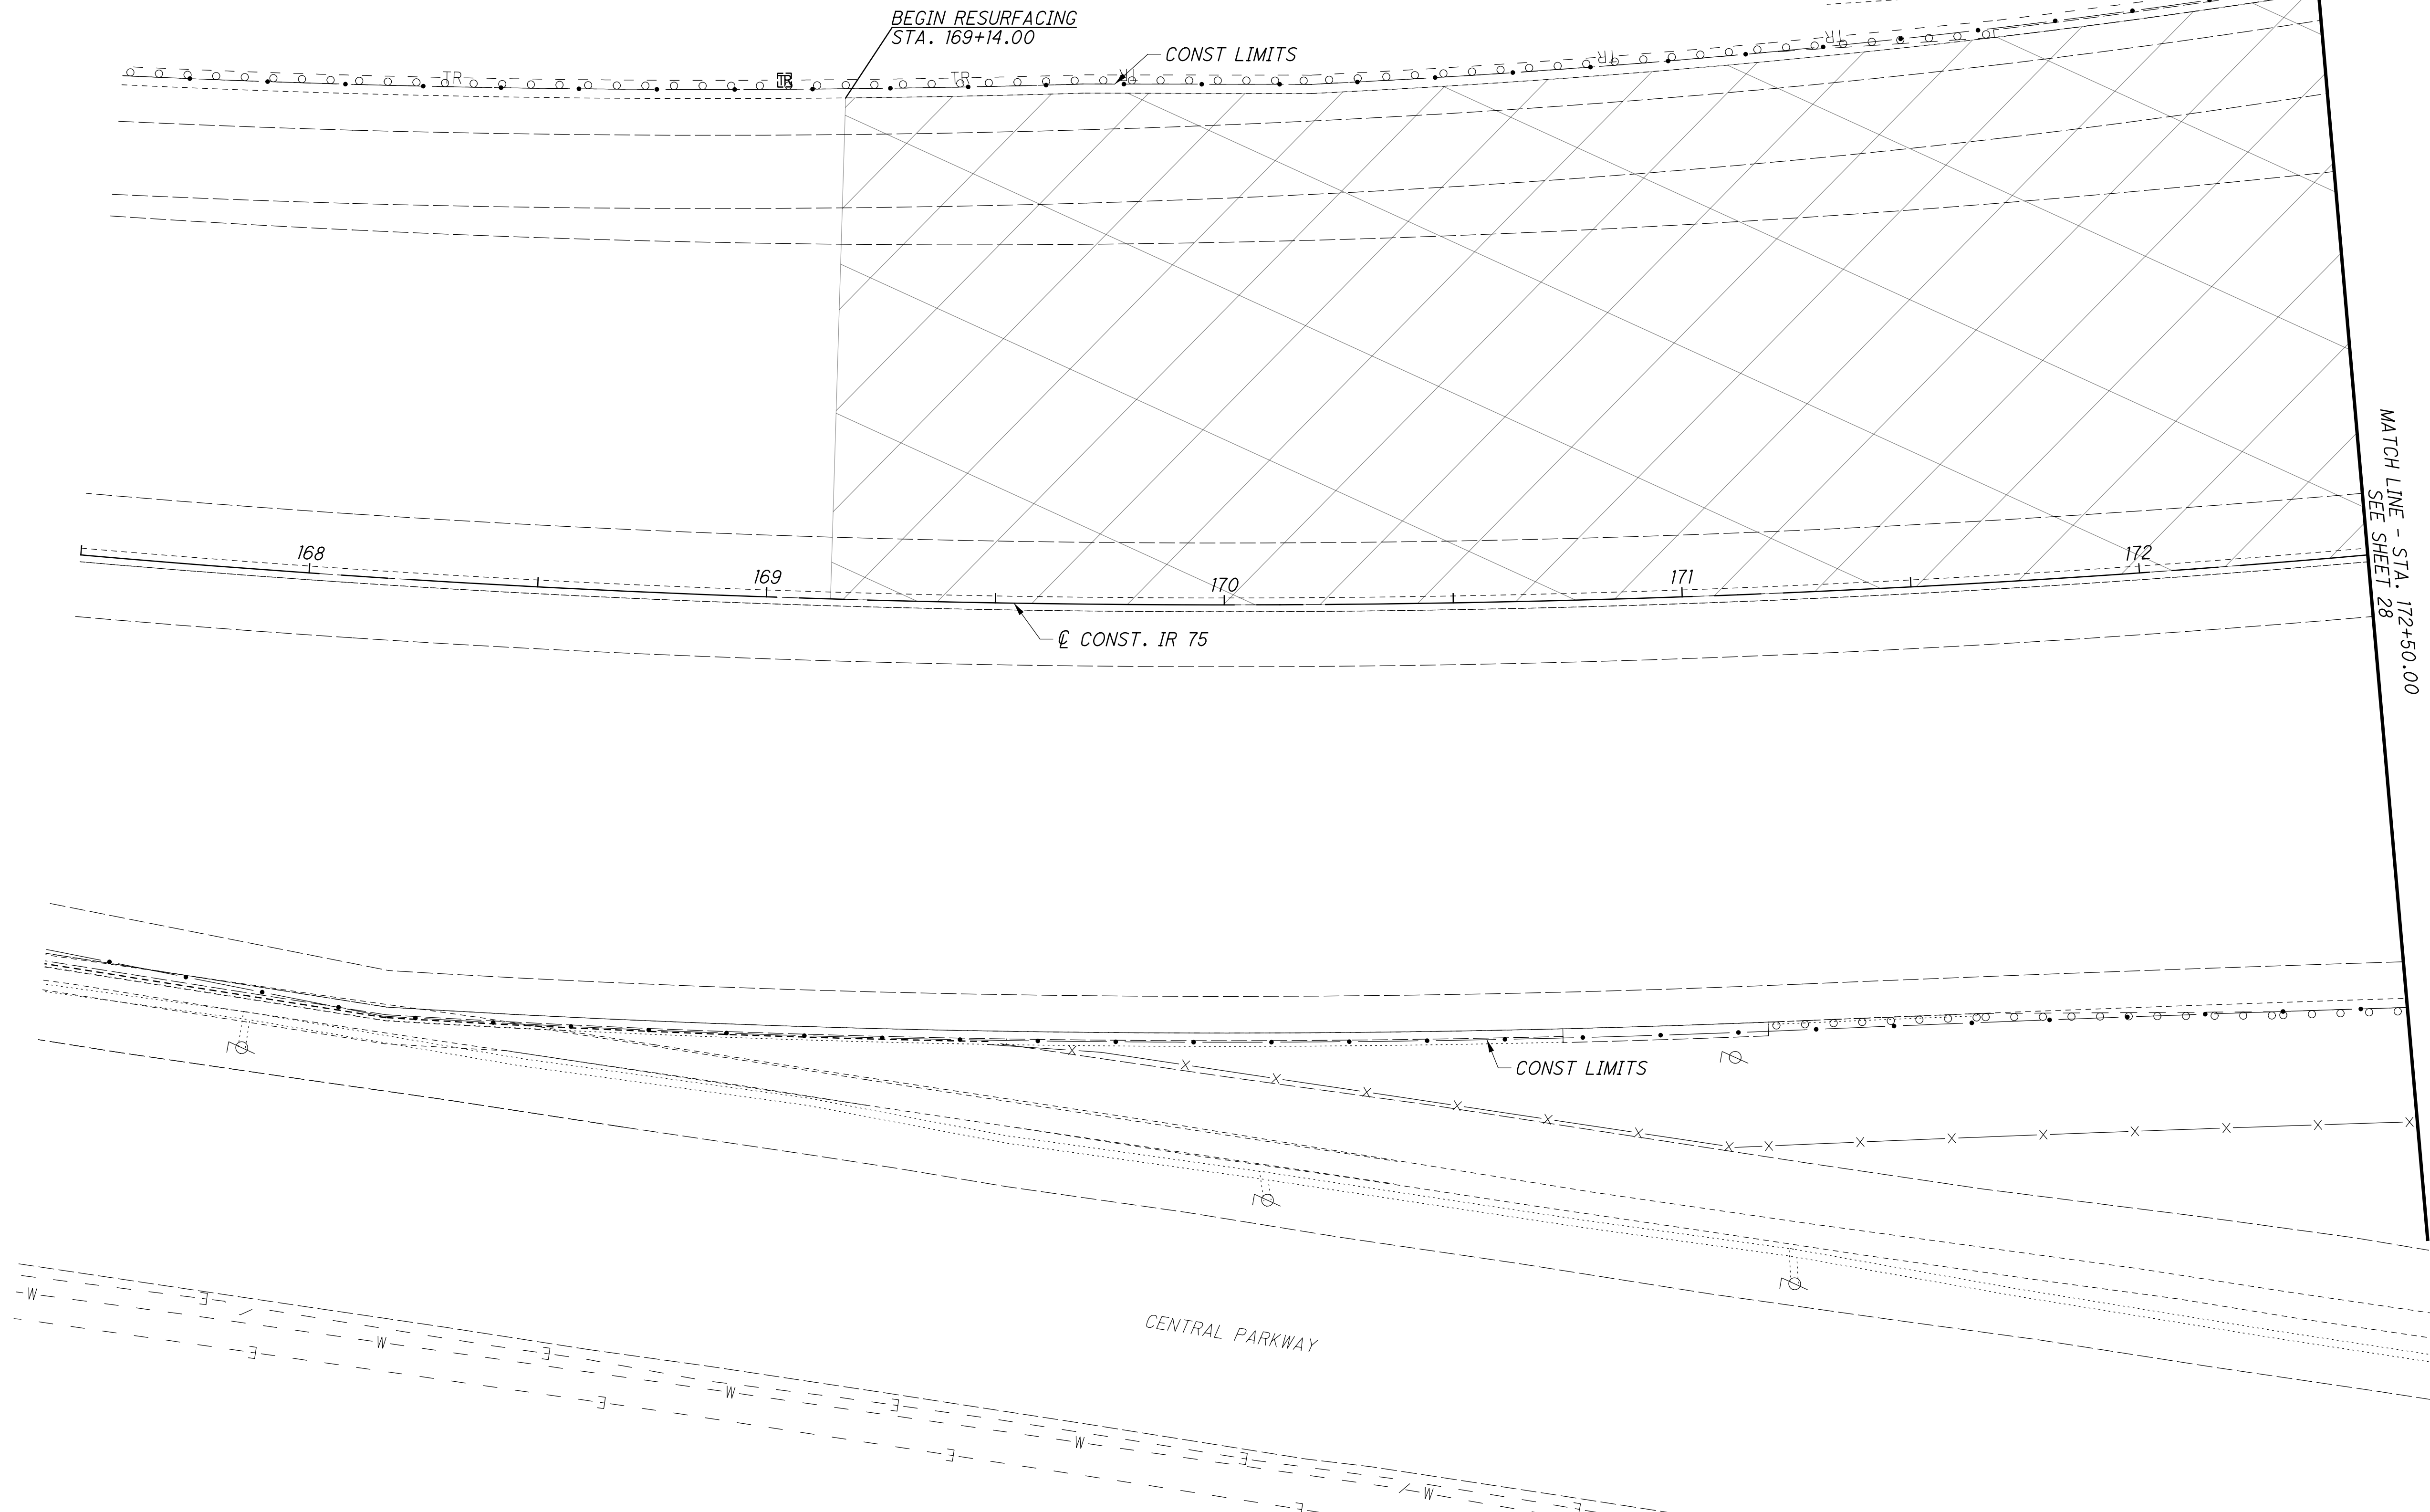 BEGIN RESURFACING
STA. 169+14.00
CONST LIMITS
TR
TR
TR
TR
168
169
170
171
172
℄ CONST. IR 75
MATCH LINE - STA. 172+50.00
SEE SHEET 28
CONST LIMITS
X X X X X X X X X X X X X X X X
CENTRAL PARKWAY
E E E E E
W W W W W
E E E E